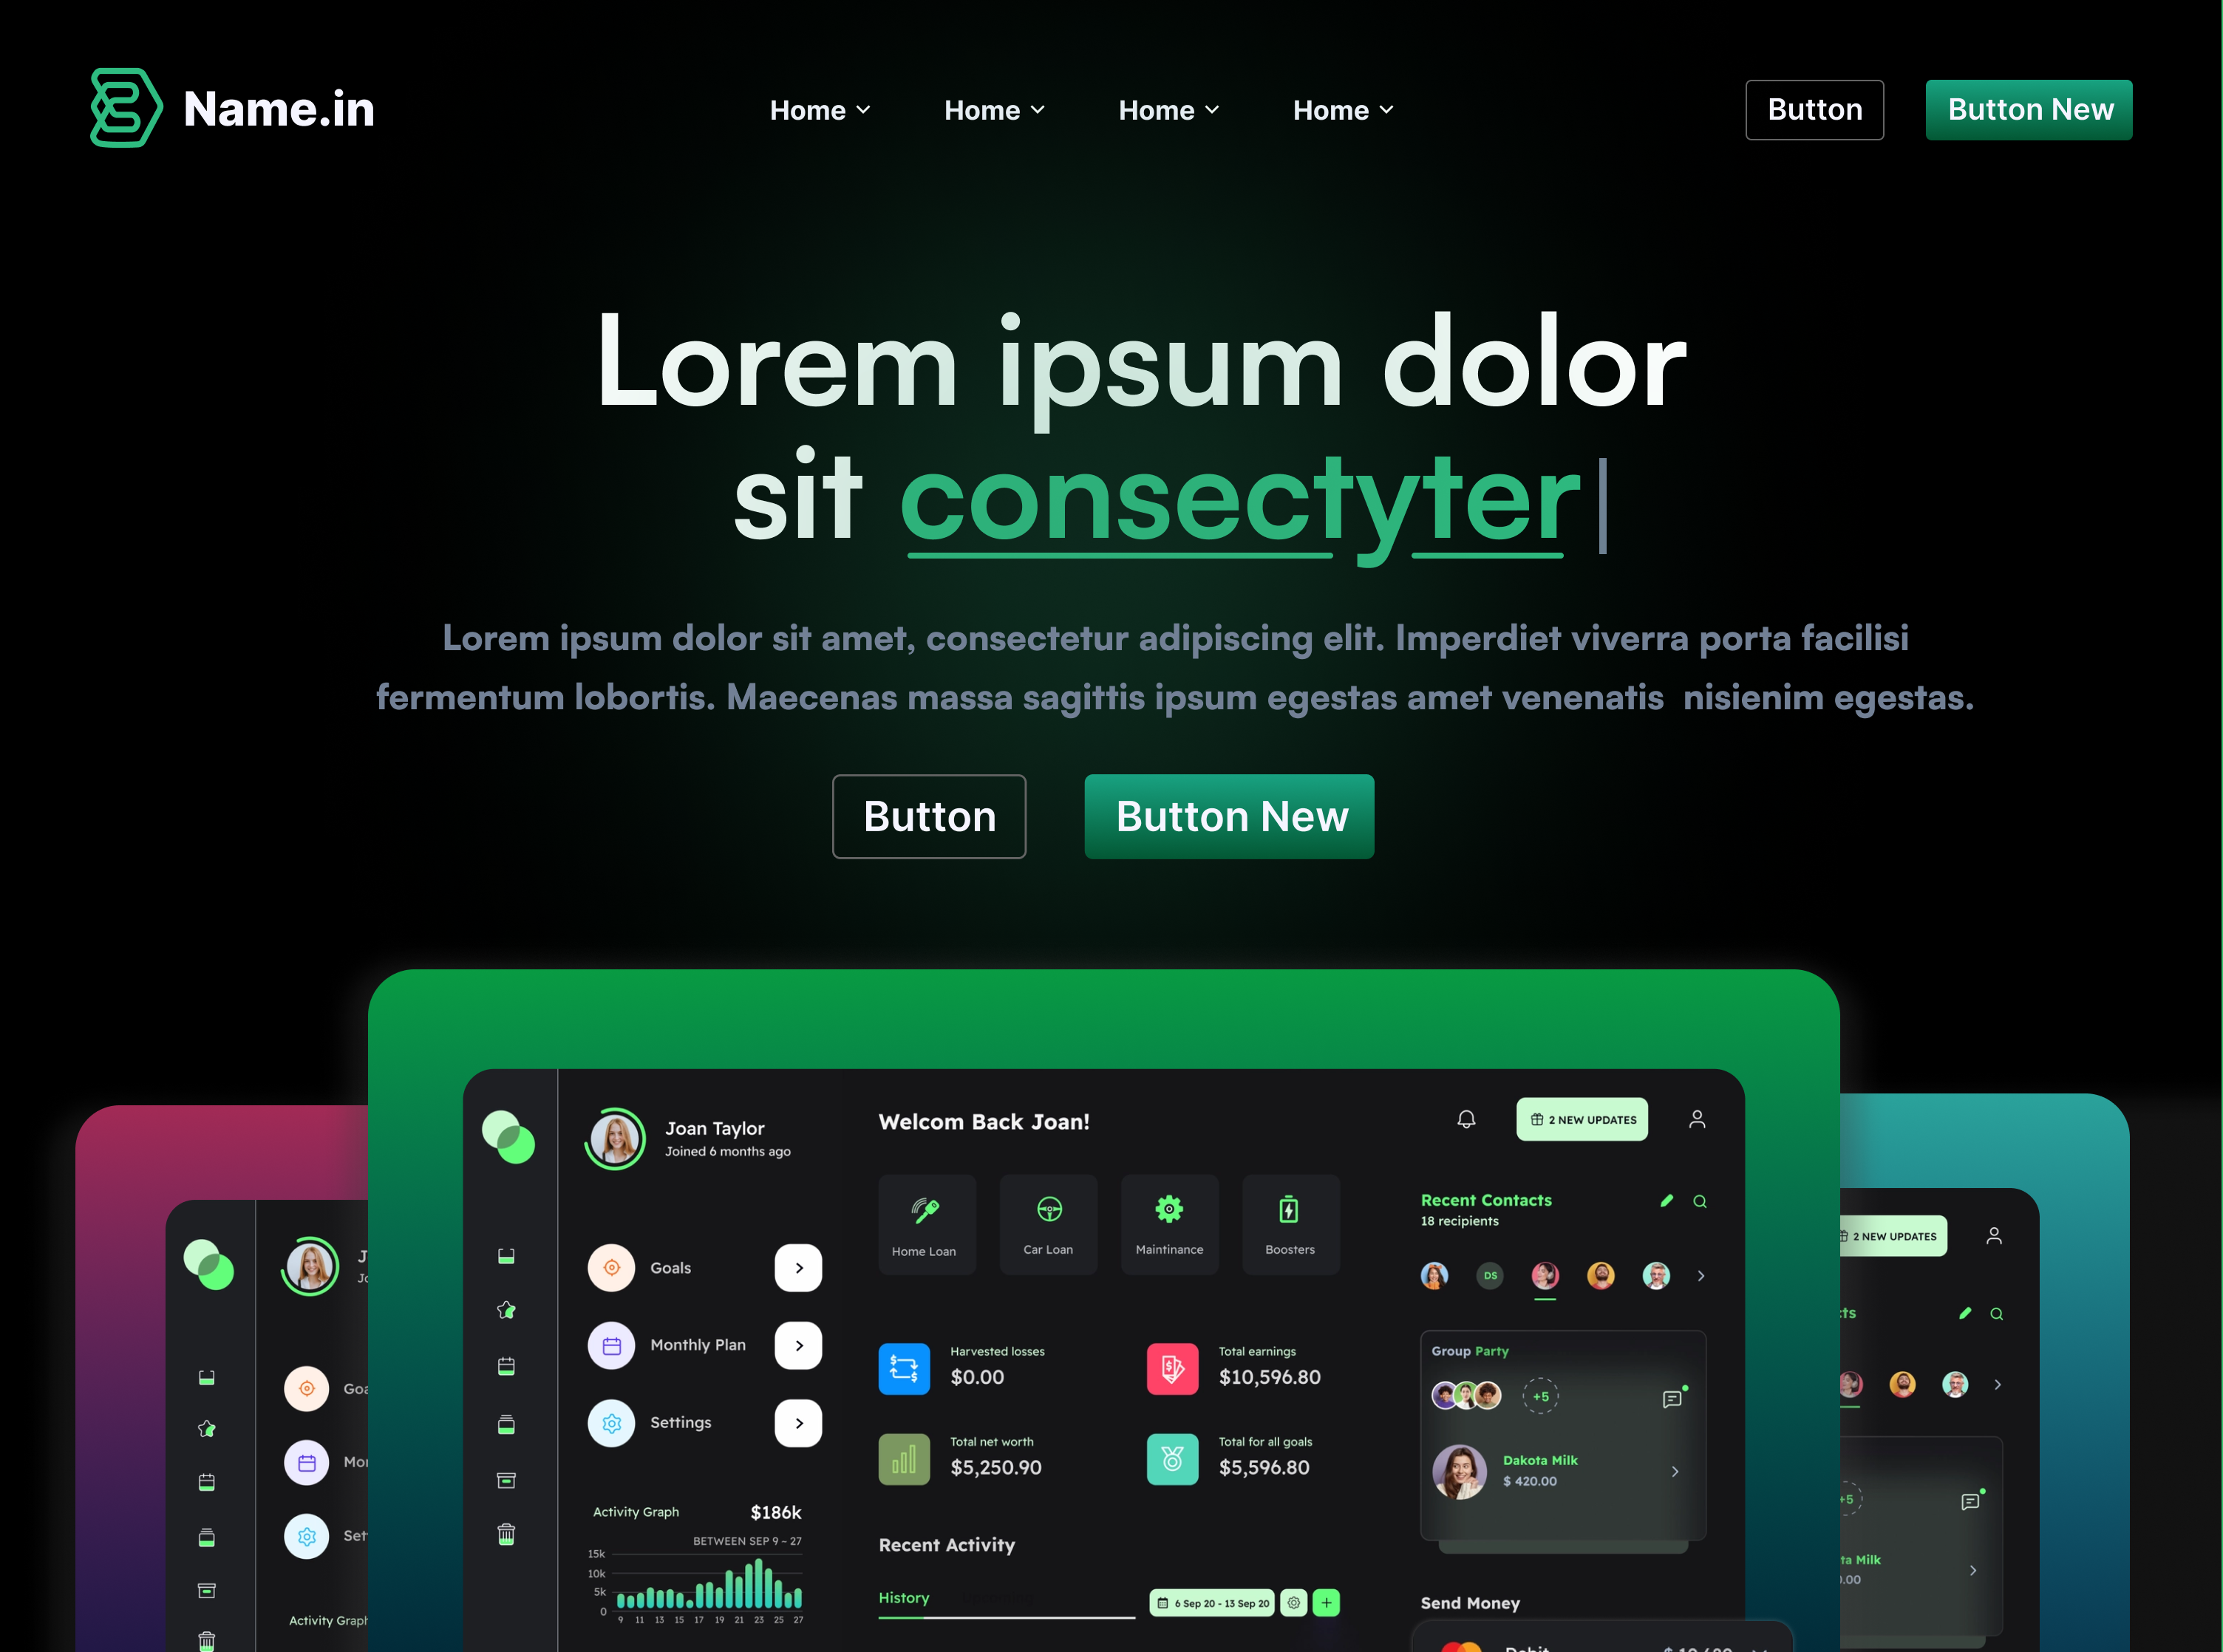 Name.in
Home
Home
Home
Home
Button
Button New
Lorem ipsum dolor
sit consectyter
Lorem ipsum dolor sit amet, consectetur adipiscing elit. Imperdiet viverra porta facilisi
fermentum lobortis. Maecenas massa sagittis ipsum egestas amet venenatis nisienim egestas.
Button
Button New
Joan Taylor
Joined 6 months ago
Goals
Monthly Plan
Settings
Activity Graph
$186k
BETWEEN SEP 9 - 27
15k
10k
5k
0
9 11 13 15 17 19 21 23 25 27
Welcom Back Joan!
2 NEW UPDATES
Home Loan
Car Loan
Maintinance
Boosters
Harvested losses
$0.00
Total earnings
$10,596.80
Total net worth
$5,250.90
Total for all goals
$5,596.80
Recent Activity
History
6 Sep 20 - 13 Sep 20
Recent Contacts
18 recipients
DS
Group Party
+5
Dakota Milk
$ 420.00
Send Money
Activity Graph
2 NEW UPDATES
+5
Milk